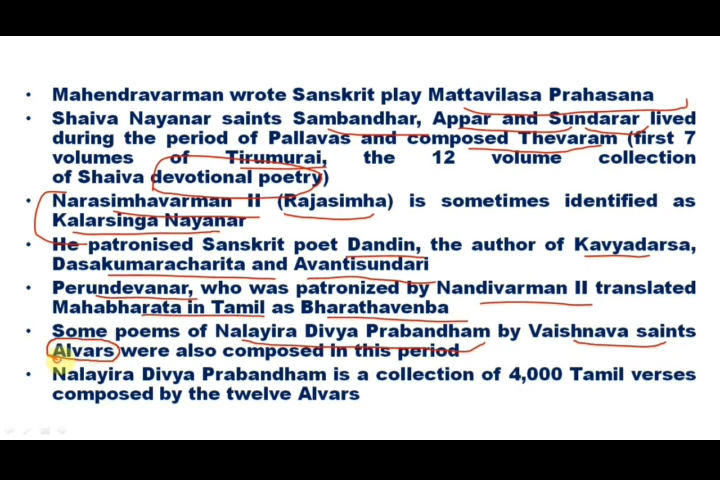 • Mahendravarman wrote Sanskrit play Mattavilasa Prahasana
• Shaiva Nayanar saints Sambandhar, Appar and Sundarar lived
during the period of Pallavas and composed Thevaram (first 7
volumes of Tirumurai, the 12 volume collection
of Shaiva devotional poetry)
• Narasimhavarman II (Rajasimha) is sometimes identified as
Kalarsinga Nayanar
• He patronised Sanskrit poet Dandin, the author of Kavyadarsa,
Dasakumaracharita and Avantisundari
• Perundevanar, who was patronized by Nandivarman II translated
Mahabharata in Tamil as Bharathavenba
• Some poems of Nalayira Divya Prabandham by Vaishnava saints
Alvars were also composed in this period
• Nalayira Divya Prabandham is a collection of 4,000 Tamil verses
composed by the twelve Alvars